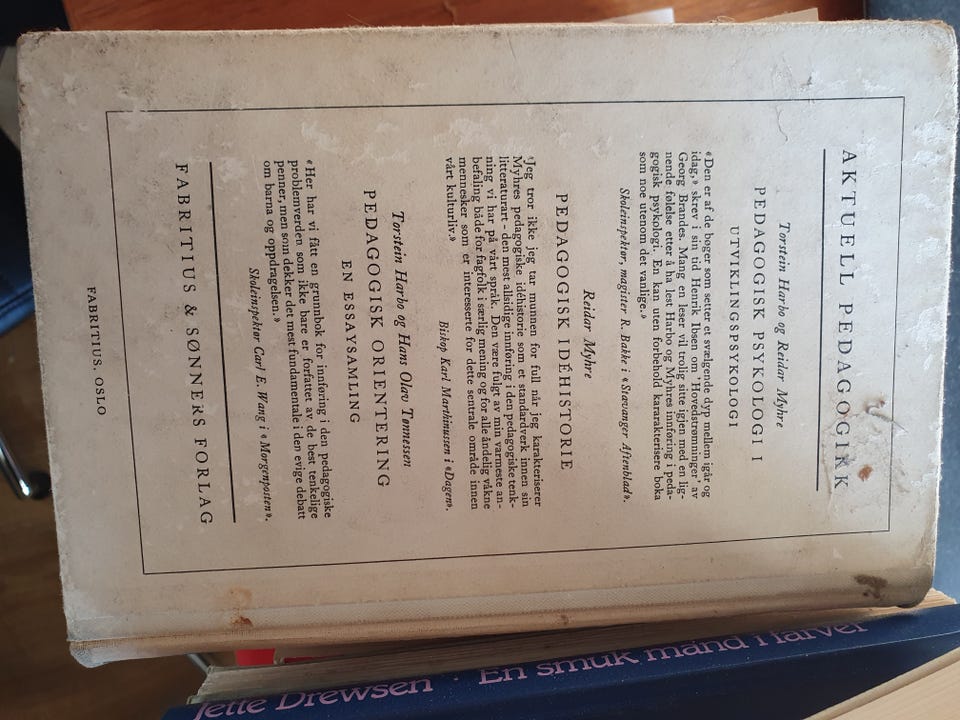 AKTUELL PEDAGOGIKK
Torstein Harbo og Reidar Myhre
PEDAGOGISK PSYKOLOGI I
UTVIKLINGSPSYKOLOGI
«Den er af de bøger som setter et svælgende dyp mellem igår og
idag,» skrev i sin tid Henrik Ibsen om 'Hovedstrømninger' av
Georg Brandes. Mang en leser vil trolig sitte igjen med en lig-
nende følelse etter å ha lest Harbo og Myhres innføring i peda-
gogisk psykologi. En kan uten forbehold karakterisere boka
som noe utenom det vanlige.»
Skoleinspektør, magister R. Bakke i «Stavanger Aftenblad».
Reidar Myhre
PEDAGOGISK IDÉHISTORIE
'Jeg tror ikke jeg tar munnen for full når jeg karakteriserer
Myhres pedagogiske idéhistorie som et standardverk innen sin
litteraturart - den mest allsidige innføring i den pedagogiske tenk-
ning vi har på vårt språk. Den være fulgt av min varmeste an-
befaling både for fagfolk i særlig mening og for alle åndelig våkne
mennesker som er interesserte for dette sentrale område innen
vårt kulturliv.»
Biskop Karl Marthinussen i «Dagen».
Torstein Harbo og Hans Olav Tønnessen
PEDAGOGISK ORIENTERING
EN ESSAYSAMLING
«Her har vi fått en grunnbok for innføring i den pedagogiske
problemverden som ikke bare er forfattet av de best tenkelige
penner, men som dekker det mest fundamentale i den evige debatt
om barna og oppdragelsen.»
Skoleinspektør Carl E. Wang i «Morgenposten».
FABRITIUS & SØNNERS FORLAG
FABRITIUS. OSLO
Jette Drewsen · En smuk mand i farver